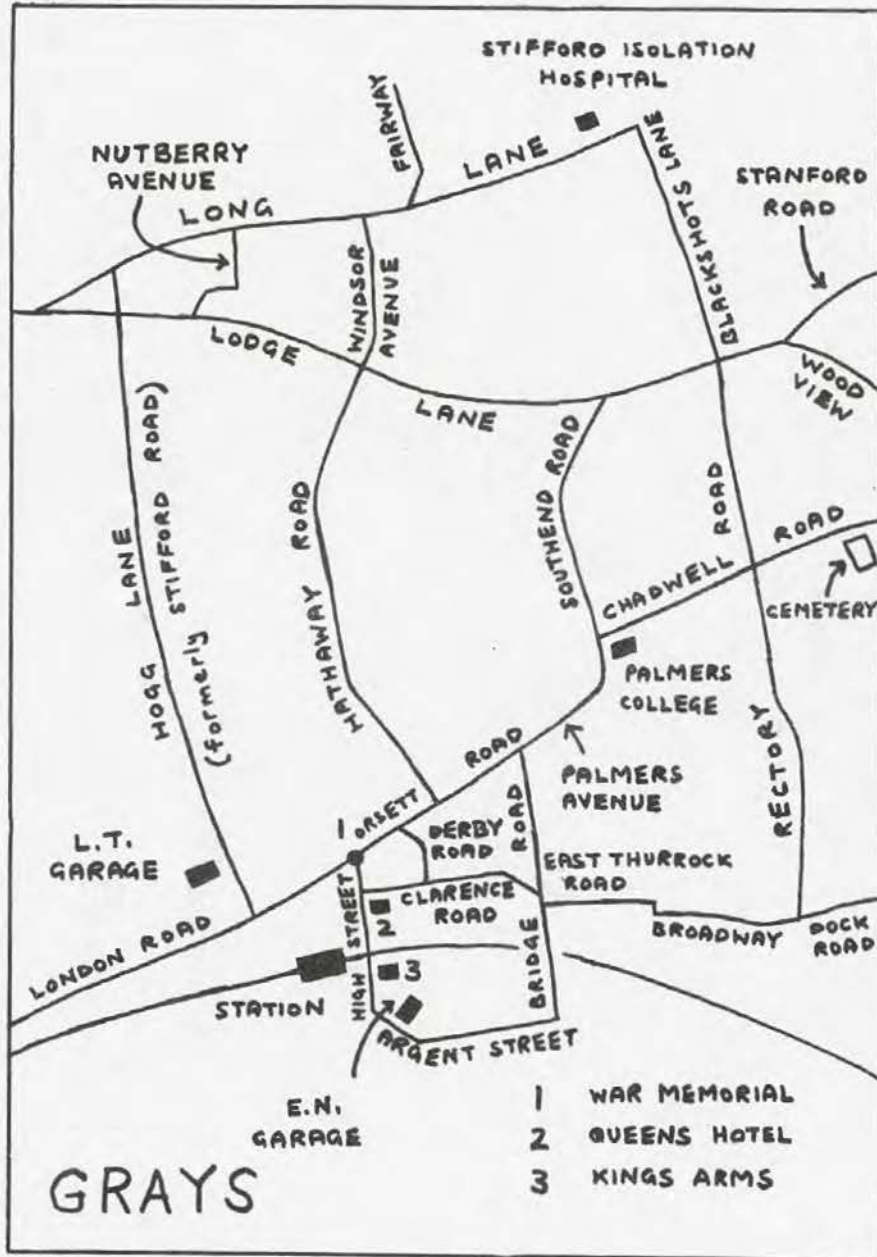 STIFFORD ISOLATION
HOSPITAL
FAIRWAY
NUTBERRY
AVENUE
LONG
LANE
BLACKSHOTS LANE
STANFORD
ROAD
WINDSOR
AVENUE
LODGE
LANE
WOOD
VIEW
HOGG LANE
(formerly STIFFORD ROAD)
HATHAWAY ROAD
SOUTHEND ROAD
ROAD
CHADWELL ROAD
CEMETERY
PALMERS
COLLEGE
RECTORY
ROAD
PALMERS
AVENUE
1 ORSETT
DERBY
ROAD
ROAD
L.T.
GARAGE
EAST THURROCK
ROAD
CLARENCE
ROAD
2
HIGH STREET
BROADWAY
DOCK
ROAD
LONDON ROAD
3
BRIDGE
STATION
ARGENT STREET
E.N.
GARAGE
1 WAR MEMORIAL
2 QUEENS HOTEL
3 KINGS ARMS
GRAYS